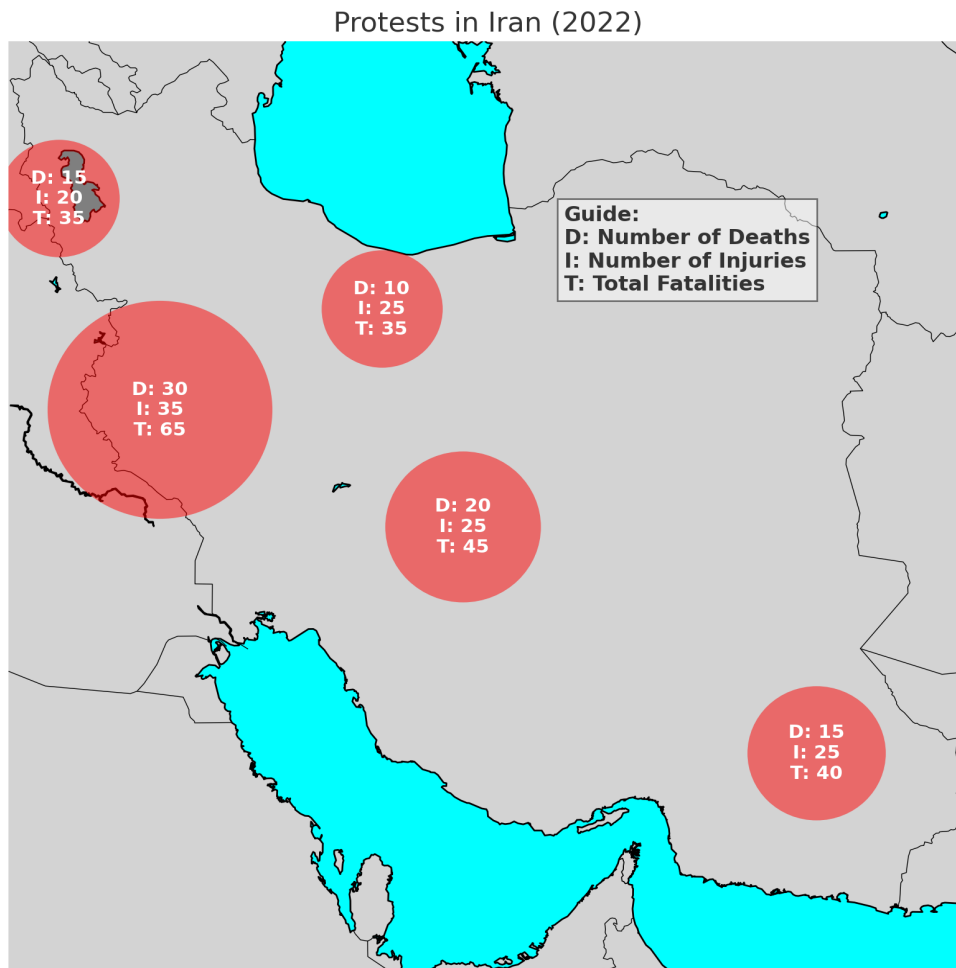 Protests in Iran (2022)
D: 15
I: 20
T: 35
Guide:
D: Number of Deaths
I: Number of Injuries
T: Total Fatalities
D: 10
I: 25
T: 35
D: 30
I: 35
T: 65
D: 20
I: 25
T: 45
D: 15
I: 25
T: 40